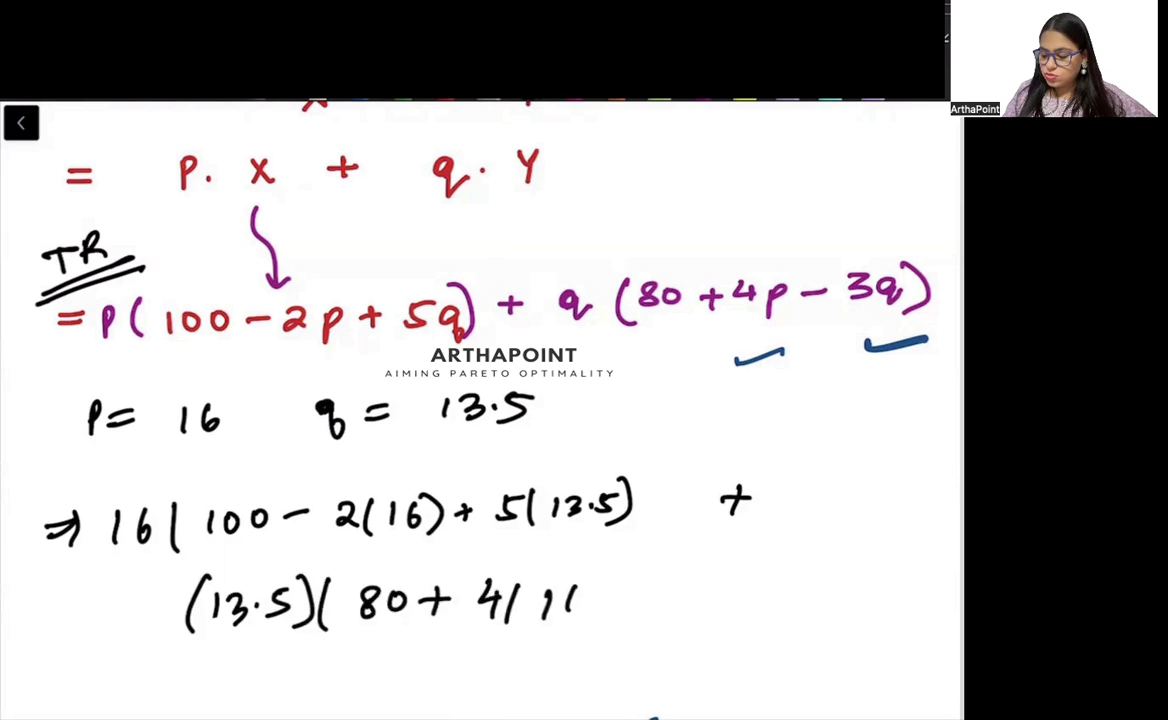 ArthaPoint
= p. x + q. Y
TR
= p( 100 - 2p + 5q) + q (80 + 4p - 3q)
ARTHAPOINT
AIMING PARETO OPTIMALITY
p= 16 q = 13.5
⇒ 16( 100 - 2(16) + 5(13.5) +
(13.5)( 80 + 4( 1